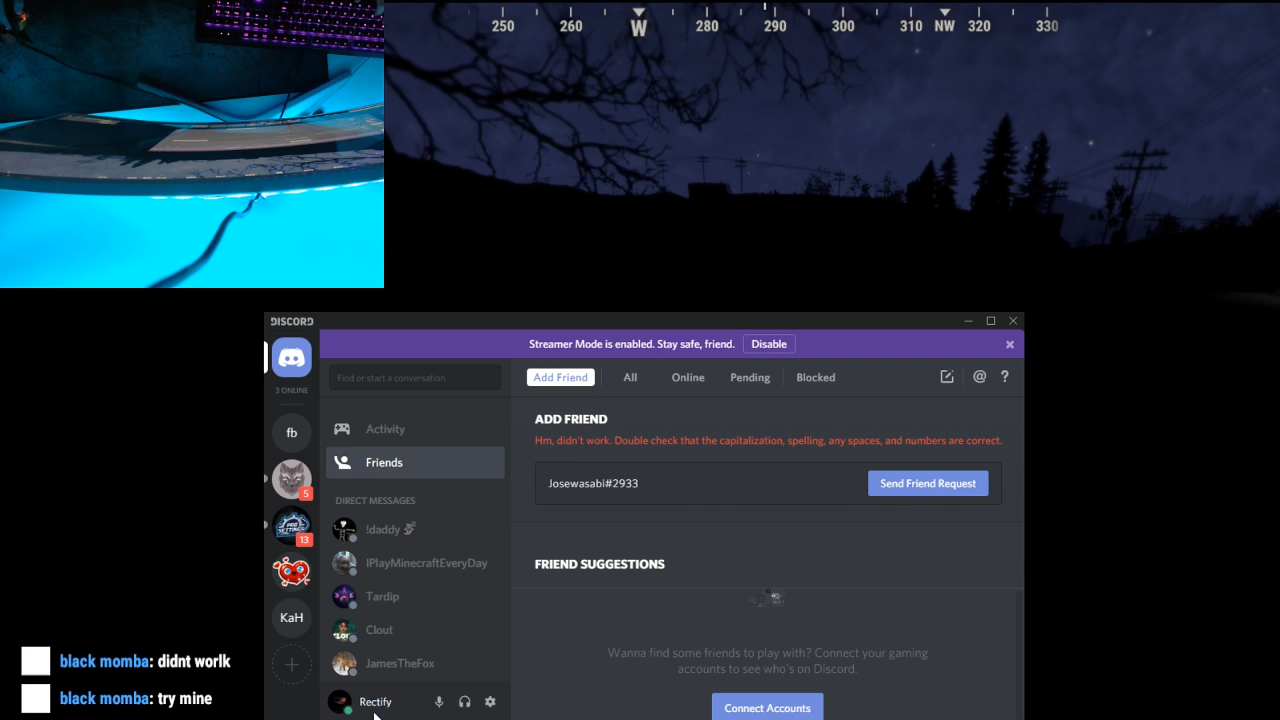 250 260 W 280 290 300 310 NW 320 330
DISCORD
Streamer Mode is enabled. Stay safe, friend. Disable
3 ONLINE
fb
5
13
KaH
Find or start a conversation
Activity
Friends
DIRECT MESSAGES
!daddy
IPlayMinecraftEveryDay
Tardip
Clout
JamesTheFox
Rectify
Add Friend All Online Pending Blocked @ ?
ADD FRIEND
Hm, didn't work. Double check that the capitalization, spelling, any spaces, and numbers are correct.
Josewasabi#2933 Send Friend Request
FRIEND SUGGESTIONS
Wanna find some friends to play with? Connect your gaming
accounts to see who's on Discord.
Connect Accounts
black momba: didnt worlk
black momba: try mine